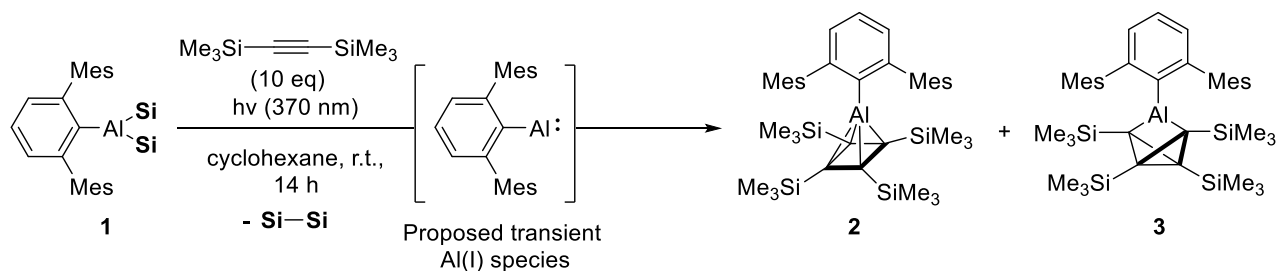 Me3Si SiMe3
(10 eq)
hv (370 nm)
cyclohexane, r.t.,
14 h
- Si–Si
Mes
Al
Si
Si
Mes
1
Mes
Al:
Mes
Proposed transient
Al(I) species
Mes Mes
Al
Me3Si SiMe3
Me3Si SiMe3
2
+
Mes Mes
Al
Me3Si SiMe3
Me3Si SiMe3
3